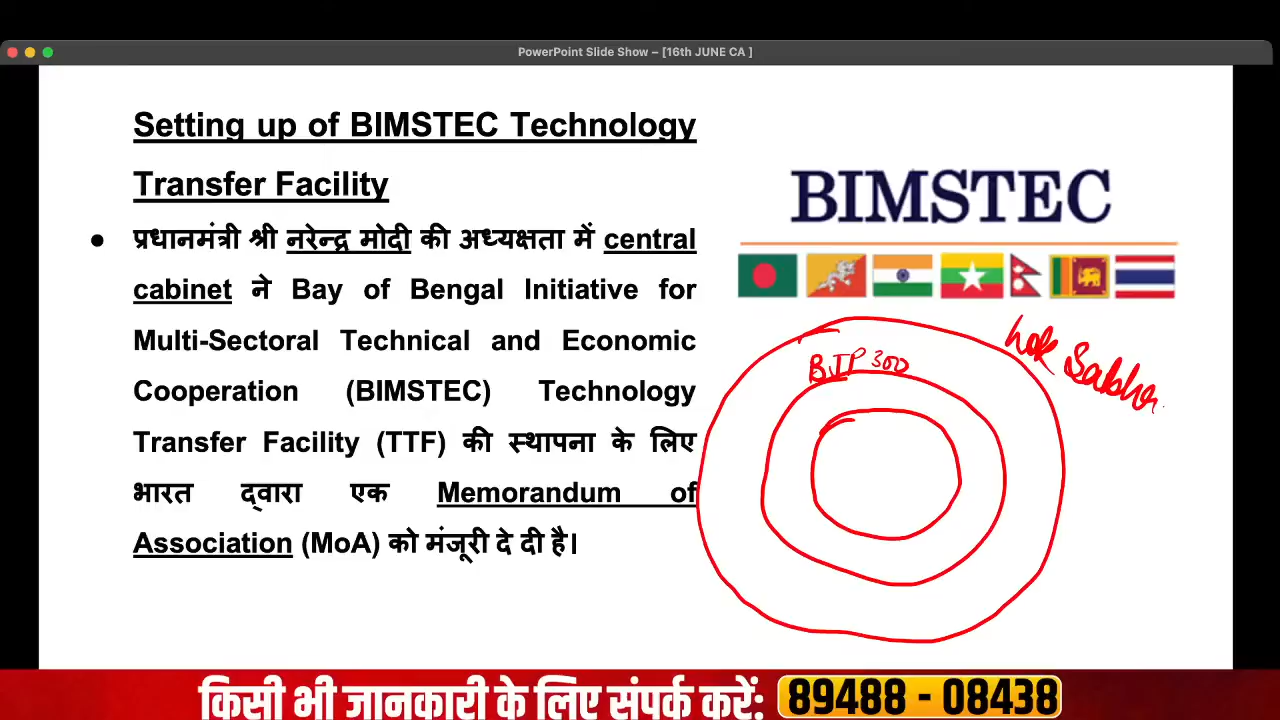 PowerPoint Slide Show – [16th JUNE CA ]
Setting up of BIMSTEC Technology
Transfer Facility
● प्रधानमंत्री श्री नरेन्द्र मोदी की अध्यक्षता में central
cabinet ने Bay of Bengal Initiative for
Multi-Sectoral Technical and Economic
Cooperation (BIMSTEC) Technology
Transfer Facility (TTF) की स्थापना के लिए
भारत द्वारा एक Memorandum of
Association (MoA) को मंजूरी दे दी है।
BIMSTEC
Lok Sabha
BJP 300
किसी भी जानकारी के लिए संपर्क करें: 89488 - 08438